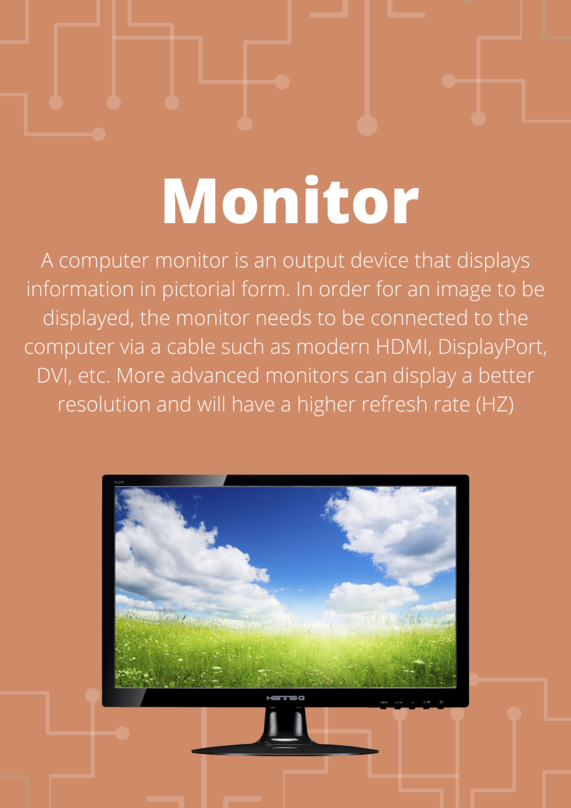 Monitor
A computer monitor is an output device that displays
information in pictorial form. In order for an image to be
displayed, the monitor needs to be connected to the
computer via a cable such as modern HDMI, DisplayPort,
DVI, etc. More advanced monitors can display a better
resolution and will have a higher refresh rate (HZ)
HANNS G